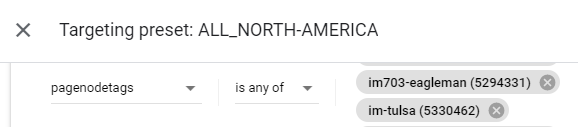 Targeting preset: ALL_NORTH-AMERICA
pagenodetags is any of im703-eagleman (5294331)
im-tulsa (5330462)